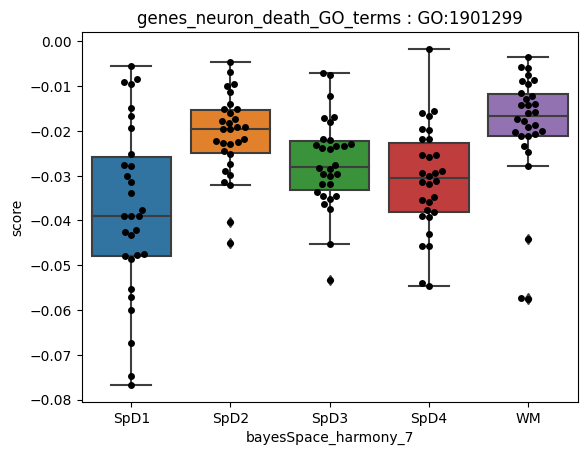 genes_neuron_death_GO_terms : GO:1901299
0.00
−0.01
−0.02
−0.03
−0.04
−0.05
−0.06
−0.07
−0.08
score
SpD1 SpD2 SpD3 SpD4 WM
bayesSpace_harmony_7